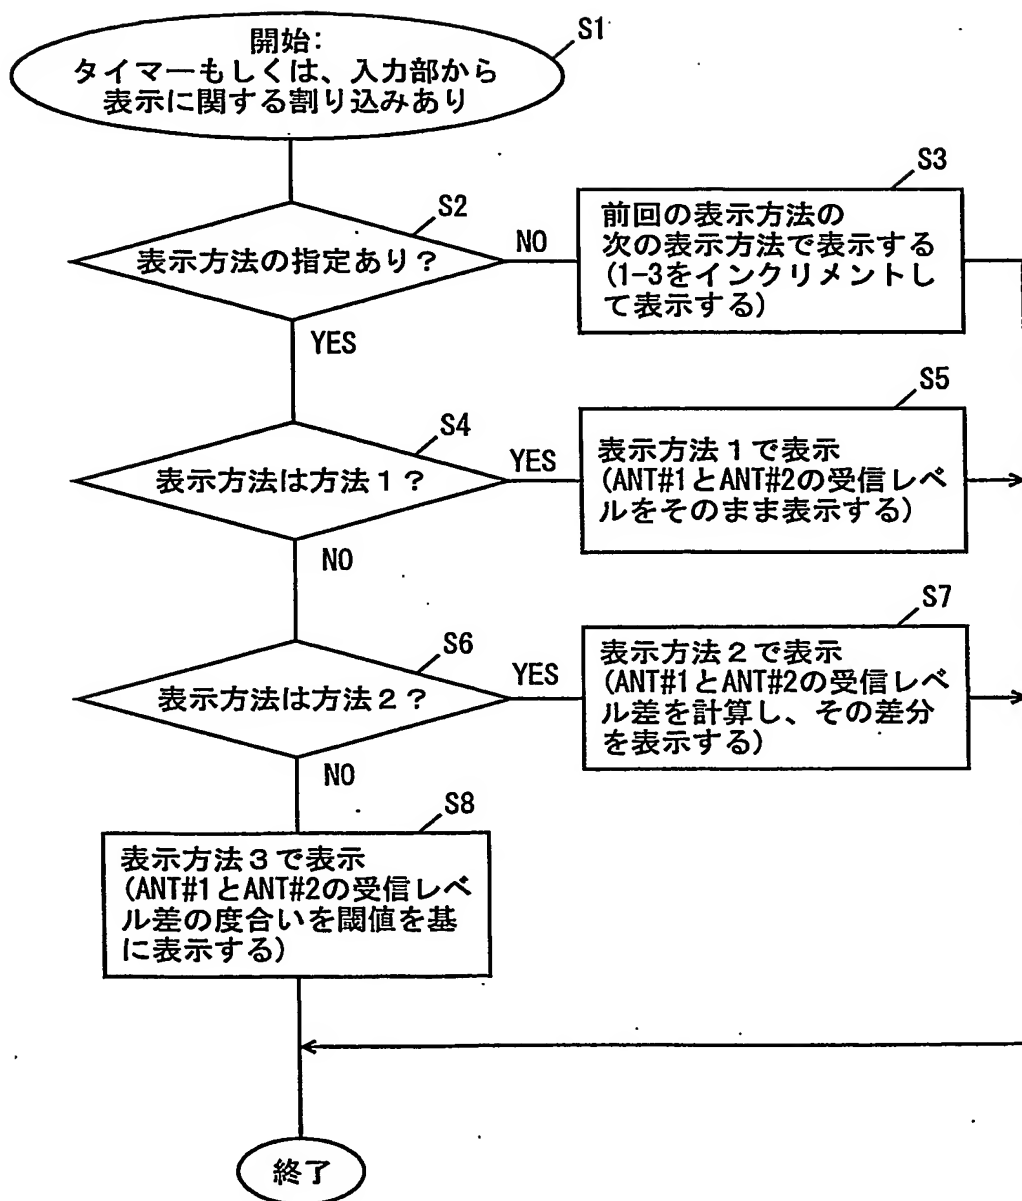 開始:
タイマーもしくは、入力部から
表示に関する割り込みあり
S1
S2
表示方法の指定あり?
NO
YES
S3
前回の表示方法の
次の表示方法で表示する
(1-3をインクリメントし
て表示する)
S4
表示方法は方法1?
YES
NO
S5
表示方法1で表示
(ANT#1とANT#2の受信レベ
ルをそのまま表示する)
S6
表示方法は方法2?
YES
NO
S7
表示方法2で表示
(ANT#1とANT#2の受信レベ
ル差を計算し、その差分
を表示する)
S8
表示方法3で表示
(ANT#1とANT#2の受信レベ
ル差の度合いを閾値を基
に表示する)
終了